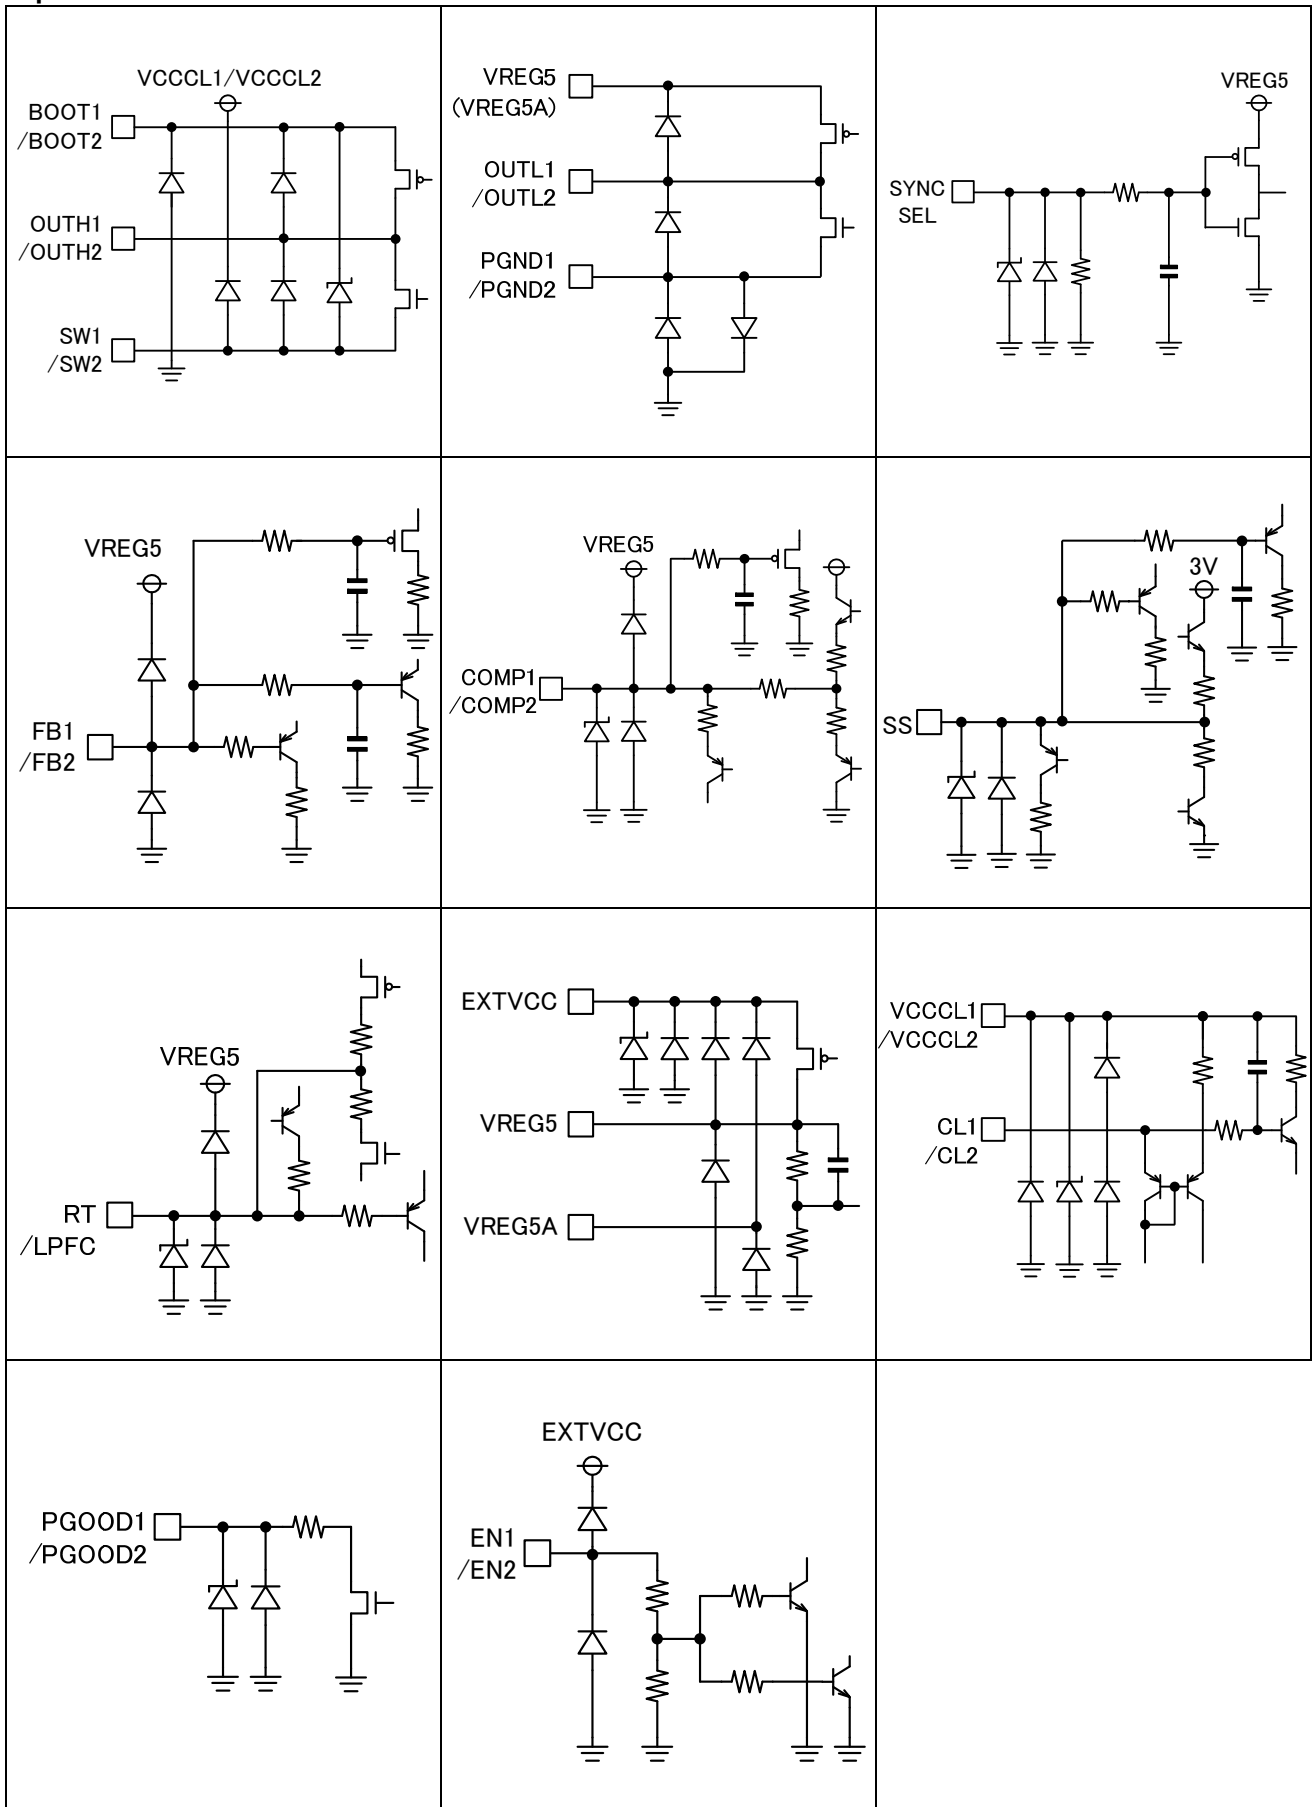 VCCCL1/VCCCL2
BOOT1
/BOOT2
OUTH1
/OUTH2
SW1
/SW2
VREG5
(VREG5A)
OUTL1
/OUTL2
PGND1
/PGND2
VREG5
SYNC
SEL
VREG5
FB1
/FB2
VREG5
COMP1
/COMP2
3V
SS
VREG5
RT
/LPFC
EXTVCC
VREG5
VREG5A
VCCCL1
/VCCCL2
CL1
/CL2
PGOOD1
/PGOOD2
EXTVCC
EN1
/EN2